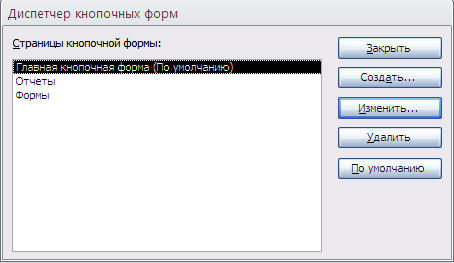 Диспетчер кнопочных форм
Страницы кнопочной формы:
Главная кнопочная форма (По умолчанию)
Отчеты
Формы
Закрыть
Создать...
Изменить...
Удалить
По умолчанию